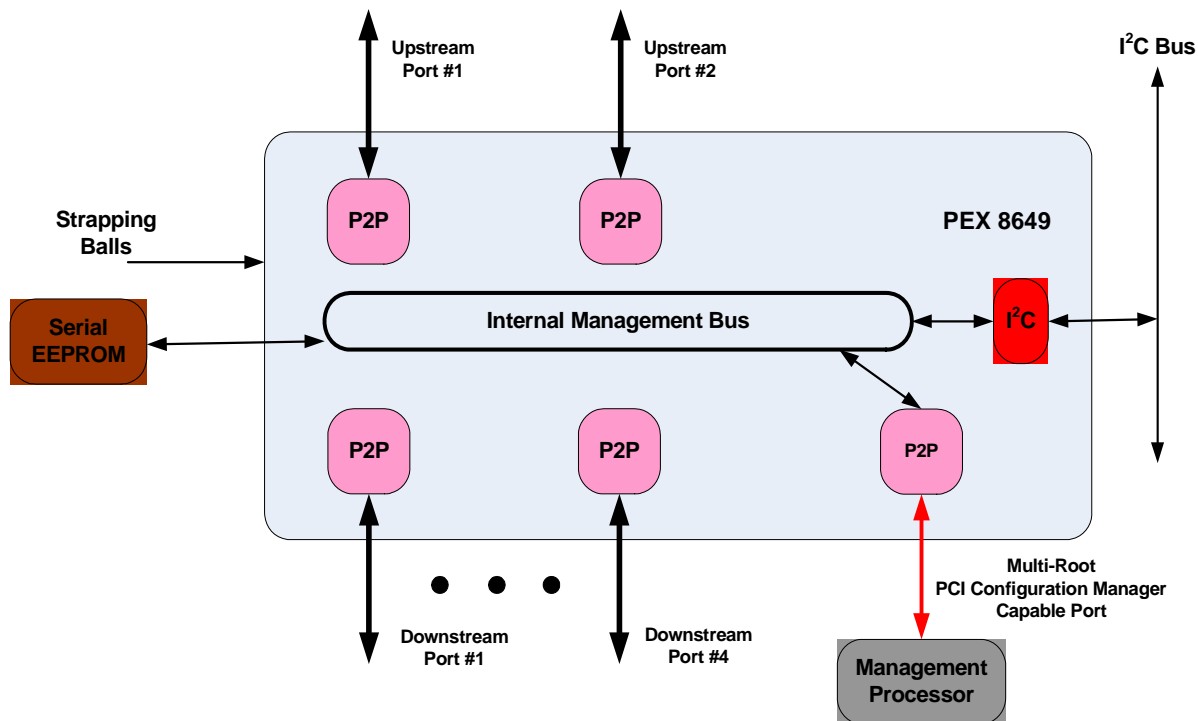 Upstream
Port #1
Upstream
Port #2
I²C Bus
P2P
P2P
PEX 8649
Strapping
Balls
Serial
EEPROM
Internal Management Bus
I²C
P2P
P2P
P2P
Multi-Root
PCI Configuration Manager
Capable Port
Downstream
Port #1
Downstream
Port #4
Management
Processor